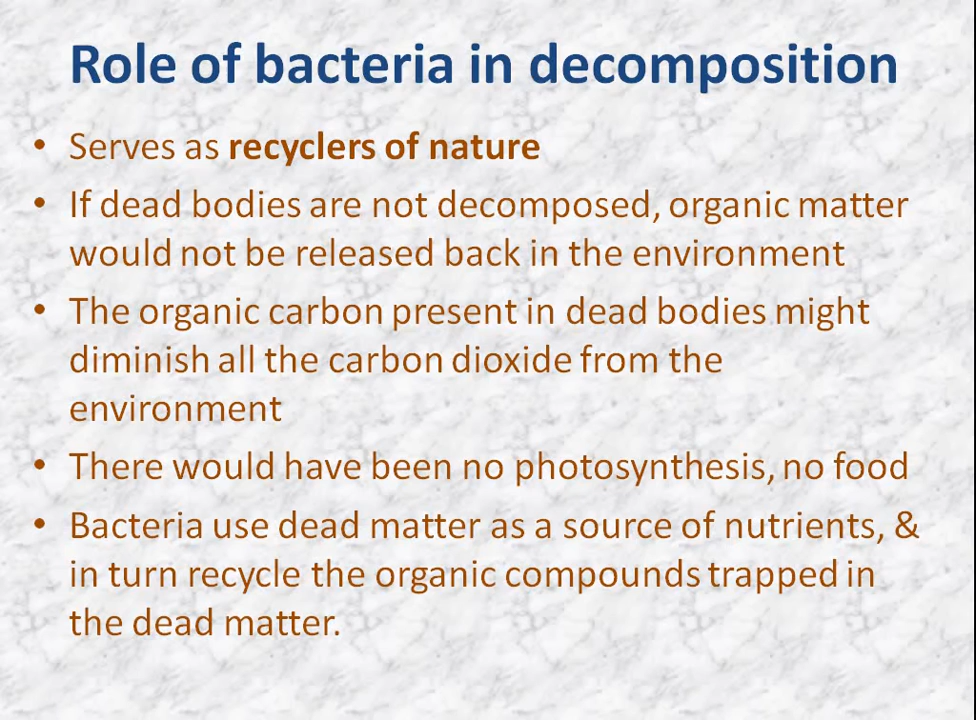 Role of bacteria in decomposition
• Serves as recyclers of nature
• If dead bodies are not decomposed, organic matter
would not be released back in the environment
• The organic carbon present in dead bodies might
diminish all the carbon dioxide from the
environment
• There would have been no photosynthesis, no food
• Bacteria use dead matter as a source of nutrients, &
in turn recycle the organic compounds trapped in
the dead matter.